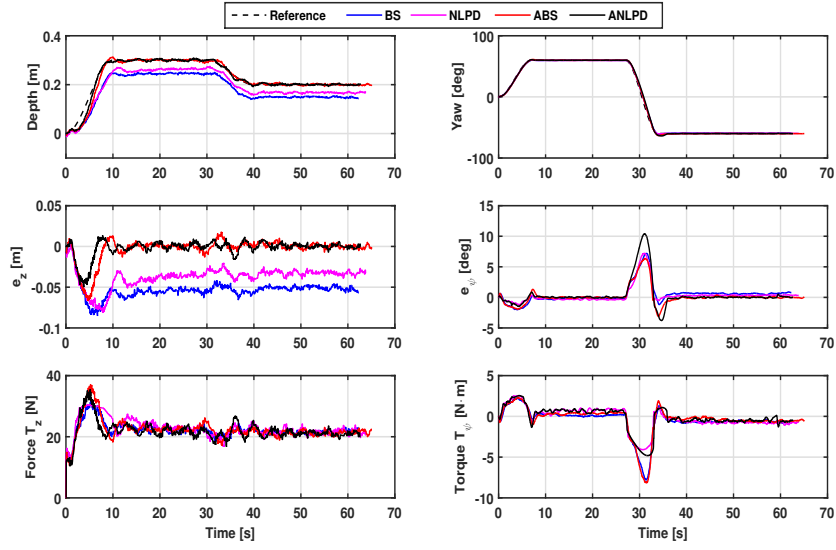 Reference BS NLPD ABS ANLPD
0.4
0.2
0
Depth [m]
0 10 20 30 40 50 60 70
100
0
-100
Yaw [deg]
0 10 20 30 40 50 60 70
0.05
0
-0.05
-0.1
e_z [m]
0 10 20 30 40 50 60 70
15
10
5
0
-5
e_ψ [deg]
0 10 20 30 40 50 60 70
40
20
0
Force T_z [N]
0 10 20 30 40 50 60 70
Time [s]
5
0
-5
-10
Torque T_ψ [N·m]
0 10 20 30 40 50 60 70
Time [s]